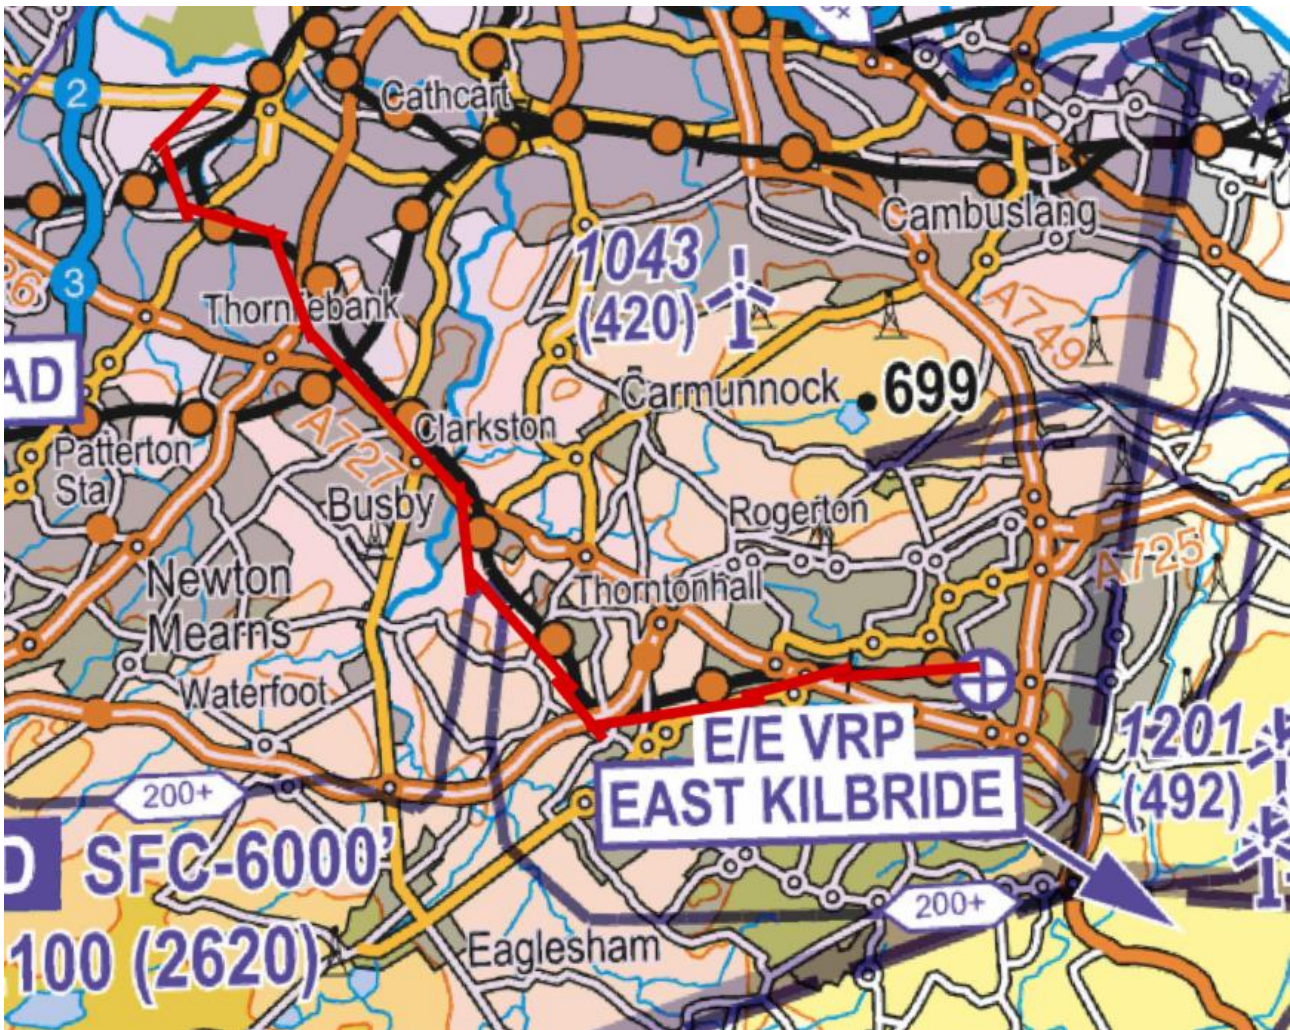 2
Cathcart
Cambuslang
3
1043
(420)
Thorniebank
A749
AD
Carmunnock
699
A727
Clarkston
Patterton
Sta
Busby
Rogerton
A725
Newton
Mearns
Thorntonhall
Waterfoot
E/E VRP
EAST KILBRIDE
1201
(492)
200+
D SFC-6000'
200+
100 (2620)
Eaglesham